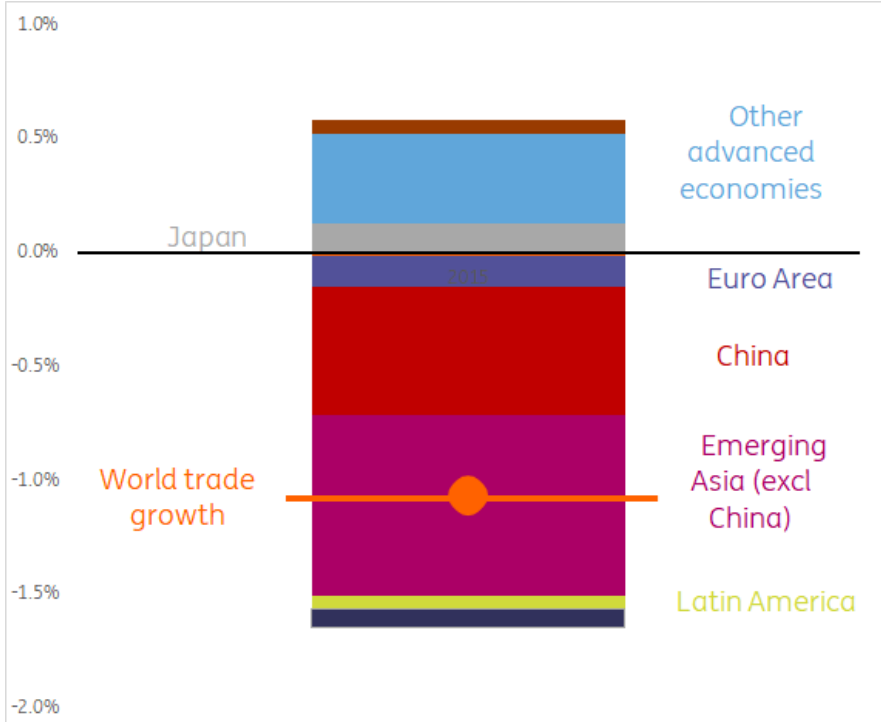 1.0%
0.5%
0.0%
-0.5%
-1.0%
-1.5%
-2.0%
Japan
World trade
growth
Other
advanced
economies
Euro Area
China
Emerging
Asia (excl
China)
Latin America